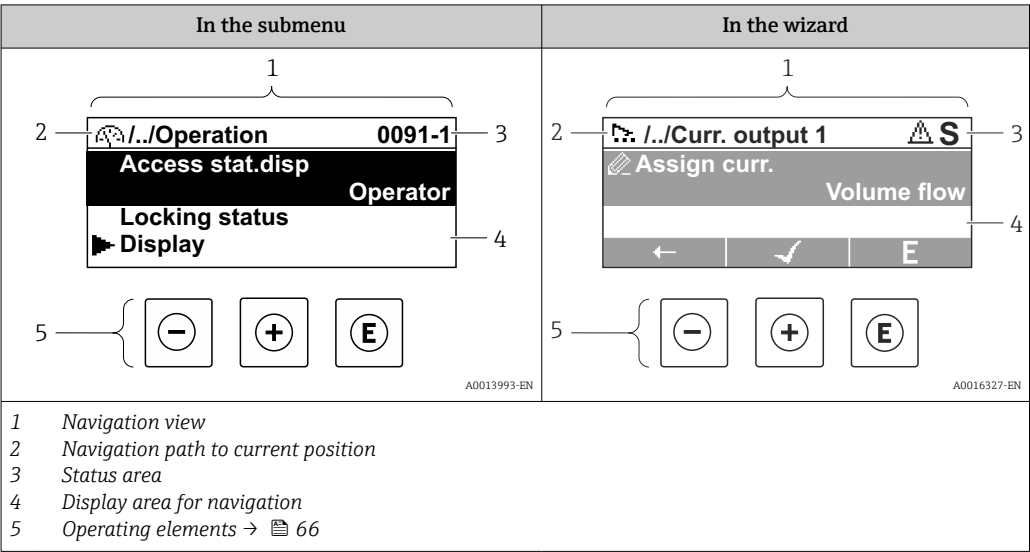 In the submenu
In the wizard
1
2
/../Operation 0091-1
3
Access stat.disp
Operator
Locking status
Display
4
5
− + E
A0013993-EN
1
2
/../Curr. output 1 S
3
Assign curr.
Volume flow
4
← ✓ E
5
− + E
A0016327-EN
1 Navigation view
2 Navigation path to current position
3 Status area
4 Display area for navigation
5 Operating elements → 66